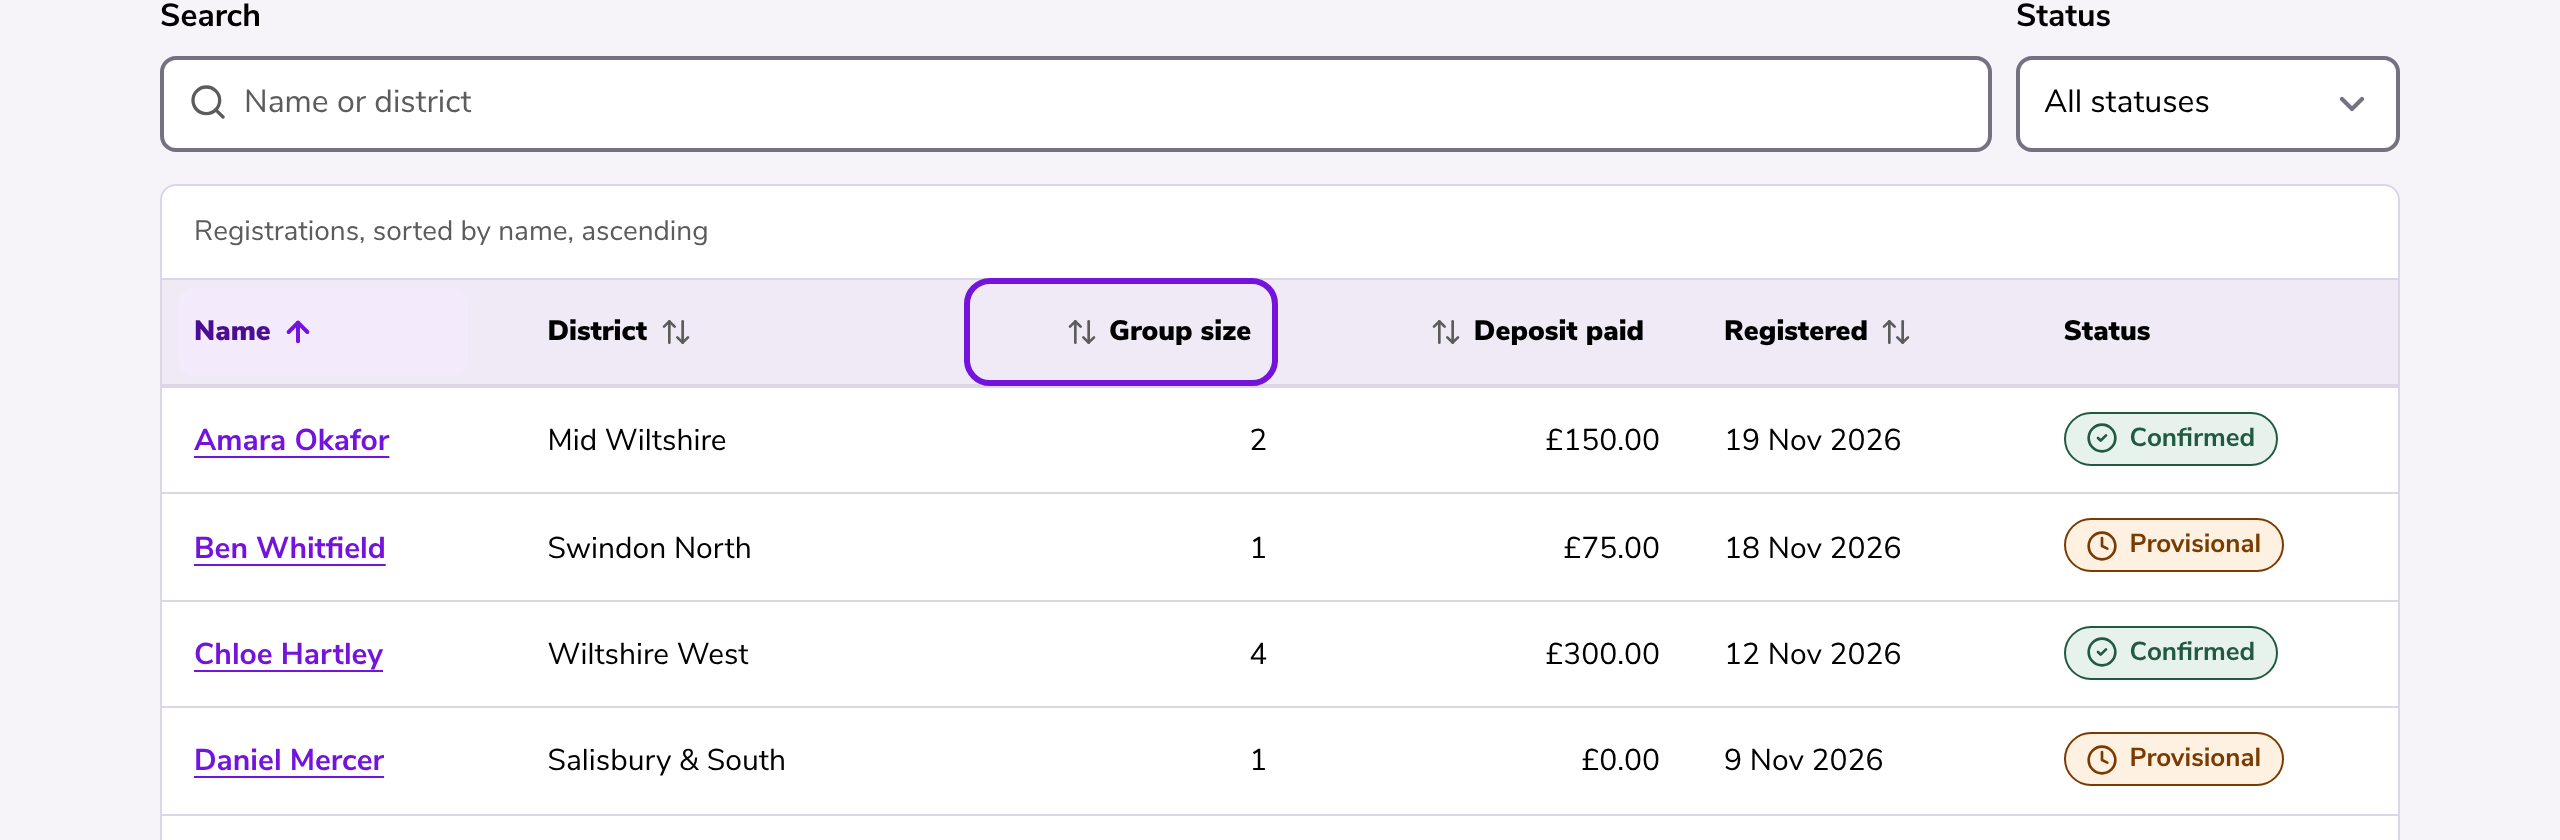 Search
Status
Name or district
All statuses
Registrations, sorted by name, ascending
Name District Group size Deposit paid Registered Status
Amara Okafor Mid Wiltshire 2 £150.00 19 Nov 2026 Confirmed
Ben Whitfield Swindon North 1 £75.00 18 Nov 2026 Provisional
Chloe Hartley Wiltshire West 4 £300.00 12 Nov 2026 Confirmed
Daniel Mercer Salisbury & South 1 £0.00 9 Nov 2026 Provisional